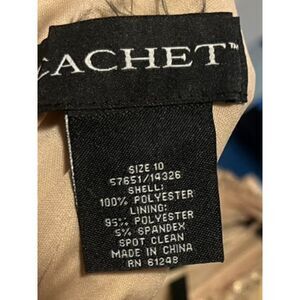 CACHET™
SIZE 10
57651/14326
SHELL:
100% POLYESTER
LINING:
95% POLYESTER
5% SPANDEX
SPOT CLEAN
MADE IN CHINA
RN 61248